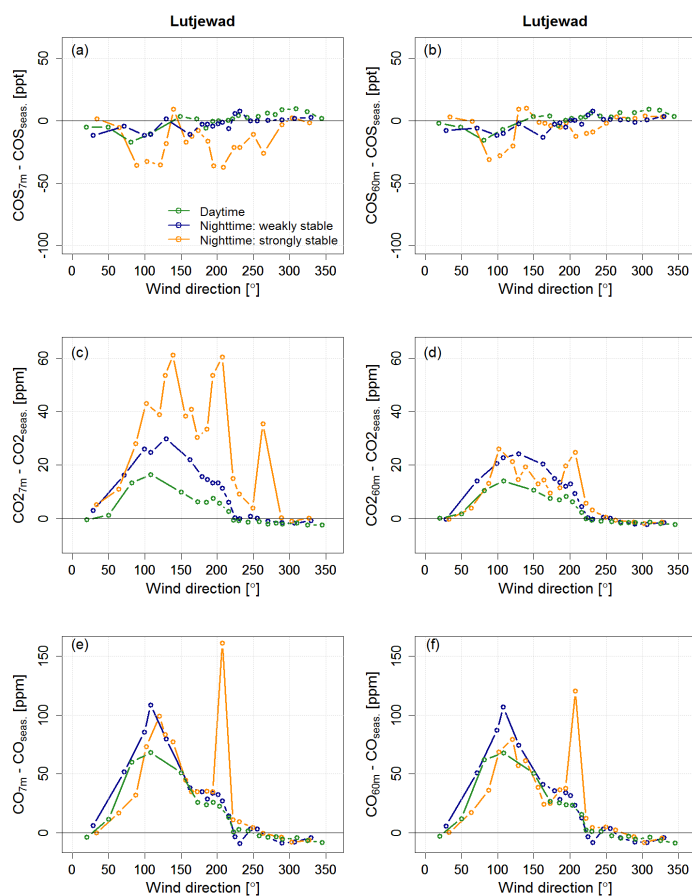 Lutjewad
Lutjewad
(a)
COS7m - COSseas. [ppt]
50
0
-50
-100
Daytime
Nighttime: weakly stable
Nighttime: strongly stable
0 50 100 150 200 250 300 350
Wind direction [°]
(b)
COS60m - COSseas. [ppt]
50
0
-50
-100
0 50 100 150 200 250 300 350
Wind direction [°]
(c)
CO27m - CO2seas. [ppm]
60
40
20
0
0 50 100 150 200 250 300 350
Wind direction [°]
(d)
CO260m - CO2seas. [ppm]
60
40
20
0
0 50 100 150 200 250 300 350
Wind direction [°]
(e)
CO7m - COseas. [ppm]
150
100
50
0
0 50 100 150 200 250 300 350
Wind direction [°]
(f)
CO60m - COseas. [ppm]
150
100
50
0
0 50 100 150 200 250 300 350
Wind direction [°]